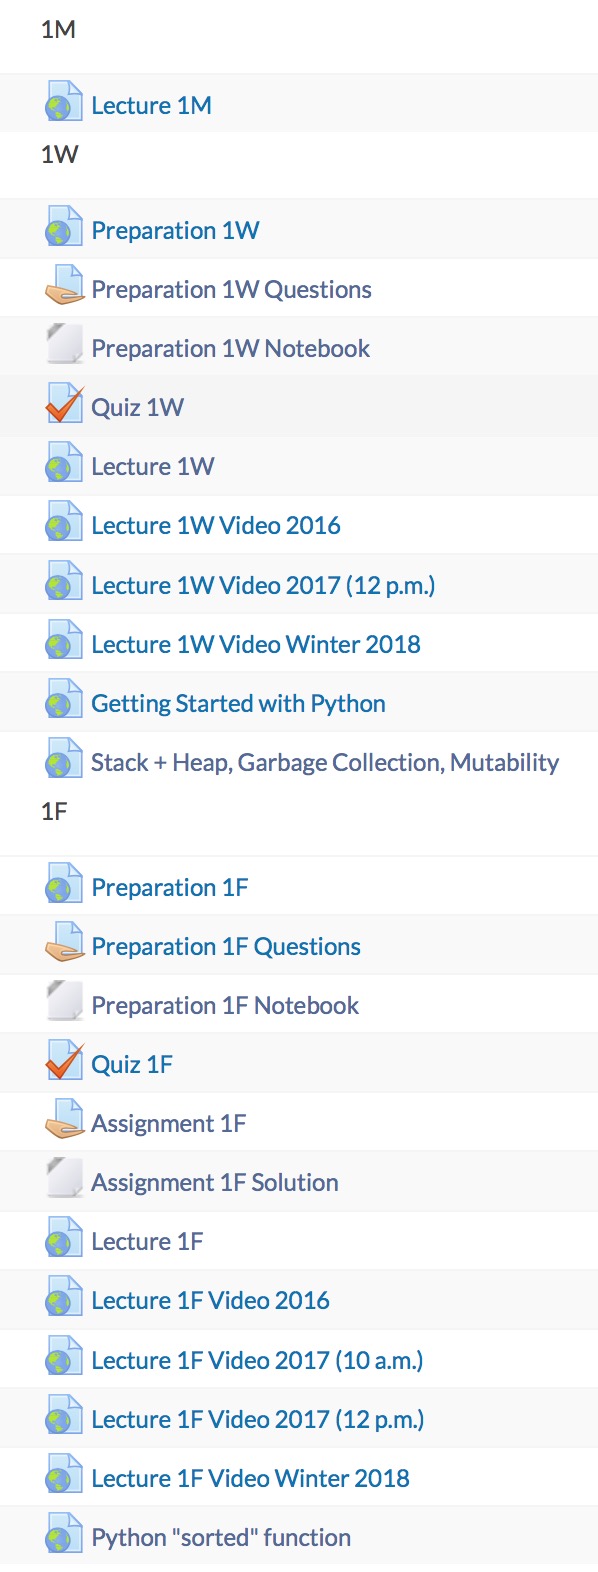 1M
Lecture 1M
1W
Preparation 1W
Preparation 1W Questions
Preparation 1W Notebook
Quiz 1W
Lecture 1W
Lecture 1W Video 2016
Lecture 1W Video 2017 (12 p.m.)
Lecture 1W Video Winter 2018
Getting Started with Python
Stack + Heap, Garbage Collection, Mutability
1F
Preparation 1F
Preparation 1F Questions
Preparation 1F Notebook
Quiz 1F
Assignment 1F
Assignment 1F Solution
Lecture 1F
Lecture 1F Video 2016
Lecture 1F Video 2017 (10 a.m.)
Lecture 1F Video 2017 (12 p.m.)
Lecture 1F Video Winter 2018
Python "sorted" function